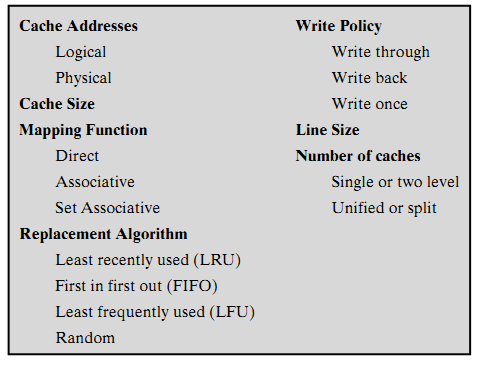 Cache Addresses
Logical
Physical
Cache Size
Mapping Function
Direct
Associative
Set Associative
Replacement Algorithm
Least recently used (LRU)
First in first out (FIFO)
Least frequently used (LFU)
Random
Write Policy
Write through
Write back
Write once
Line Size
Number of caches
Single or two level
Unified or split